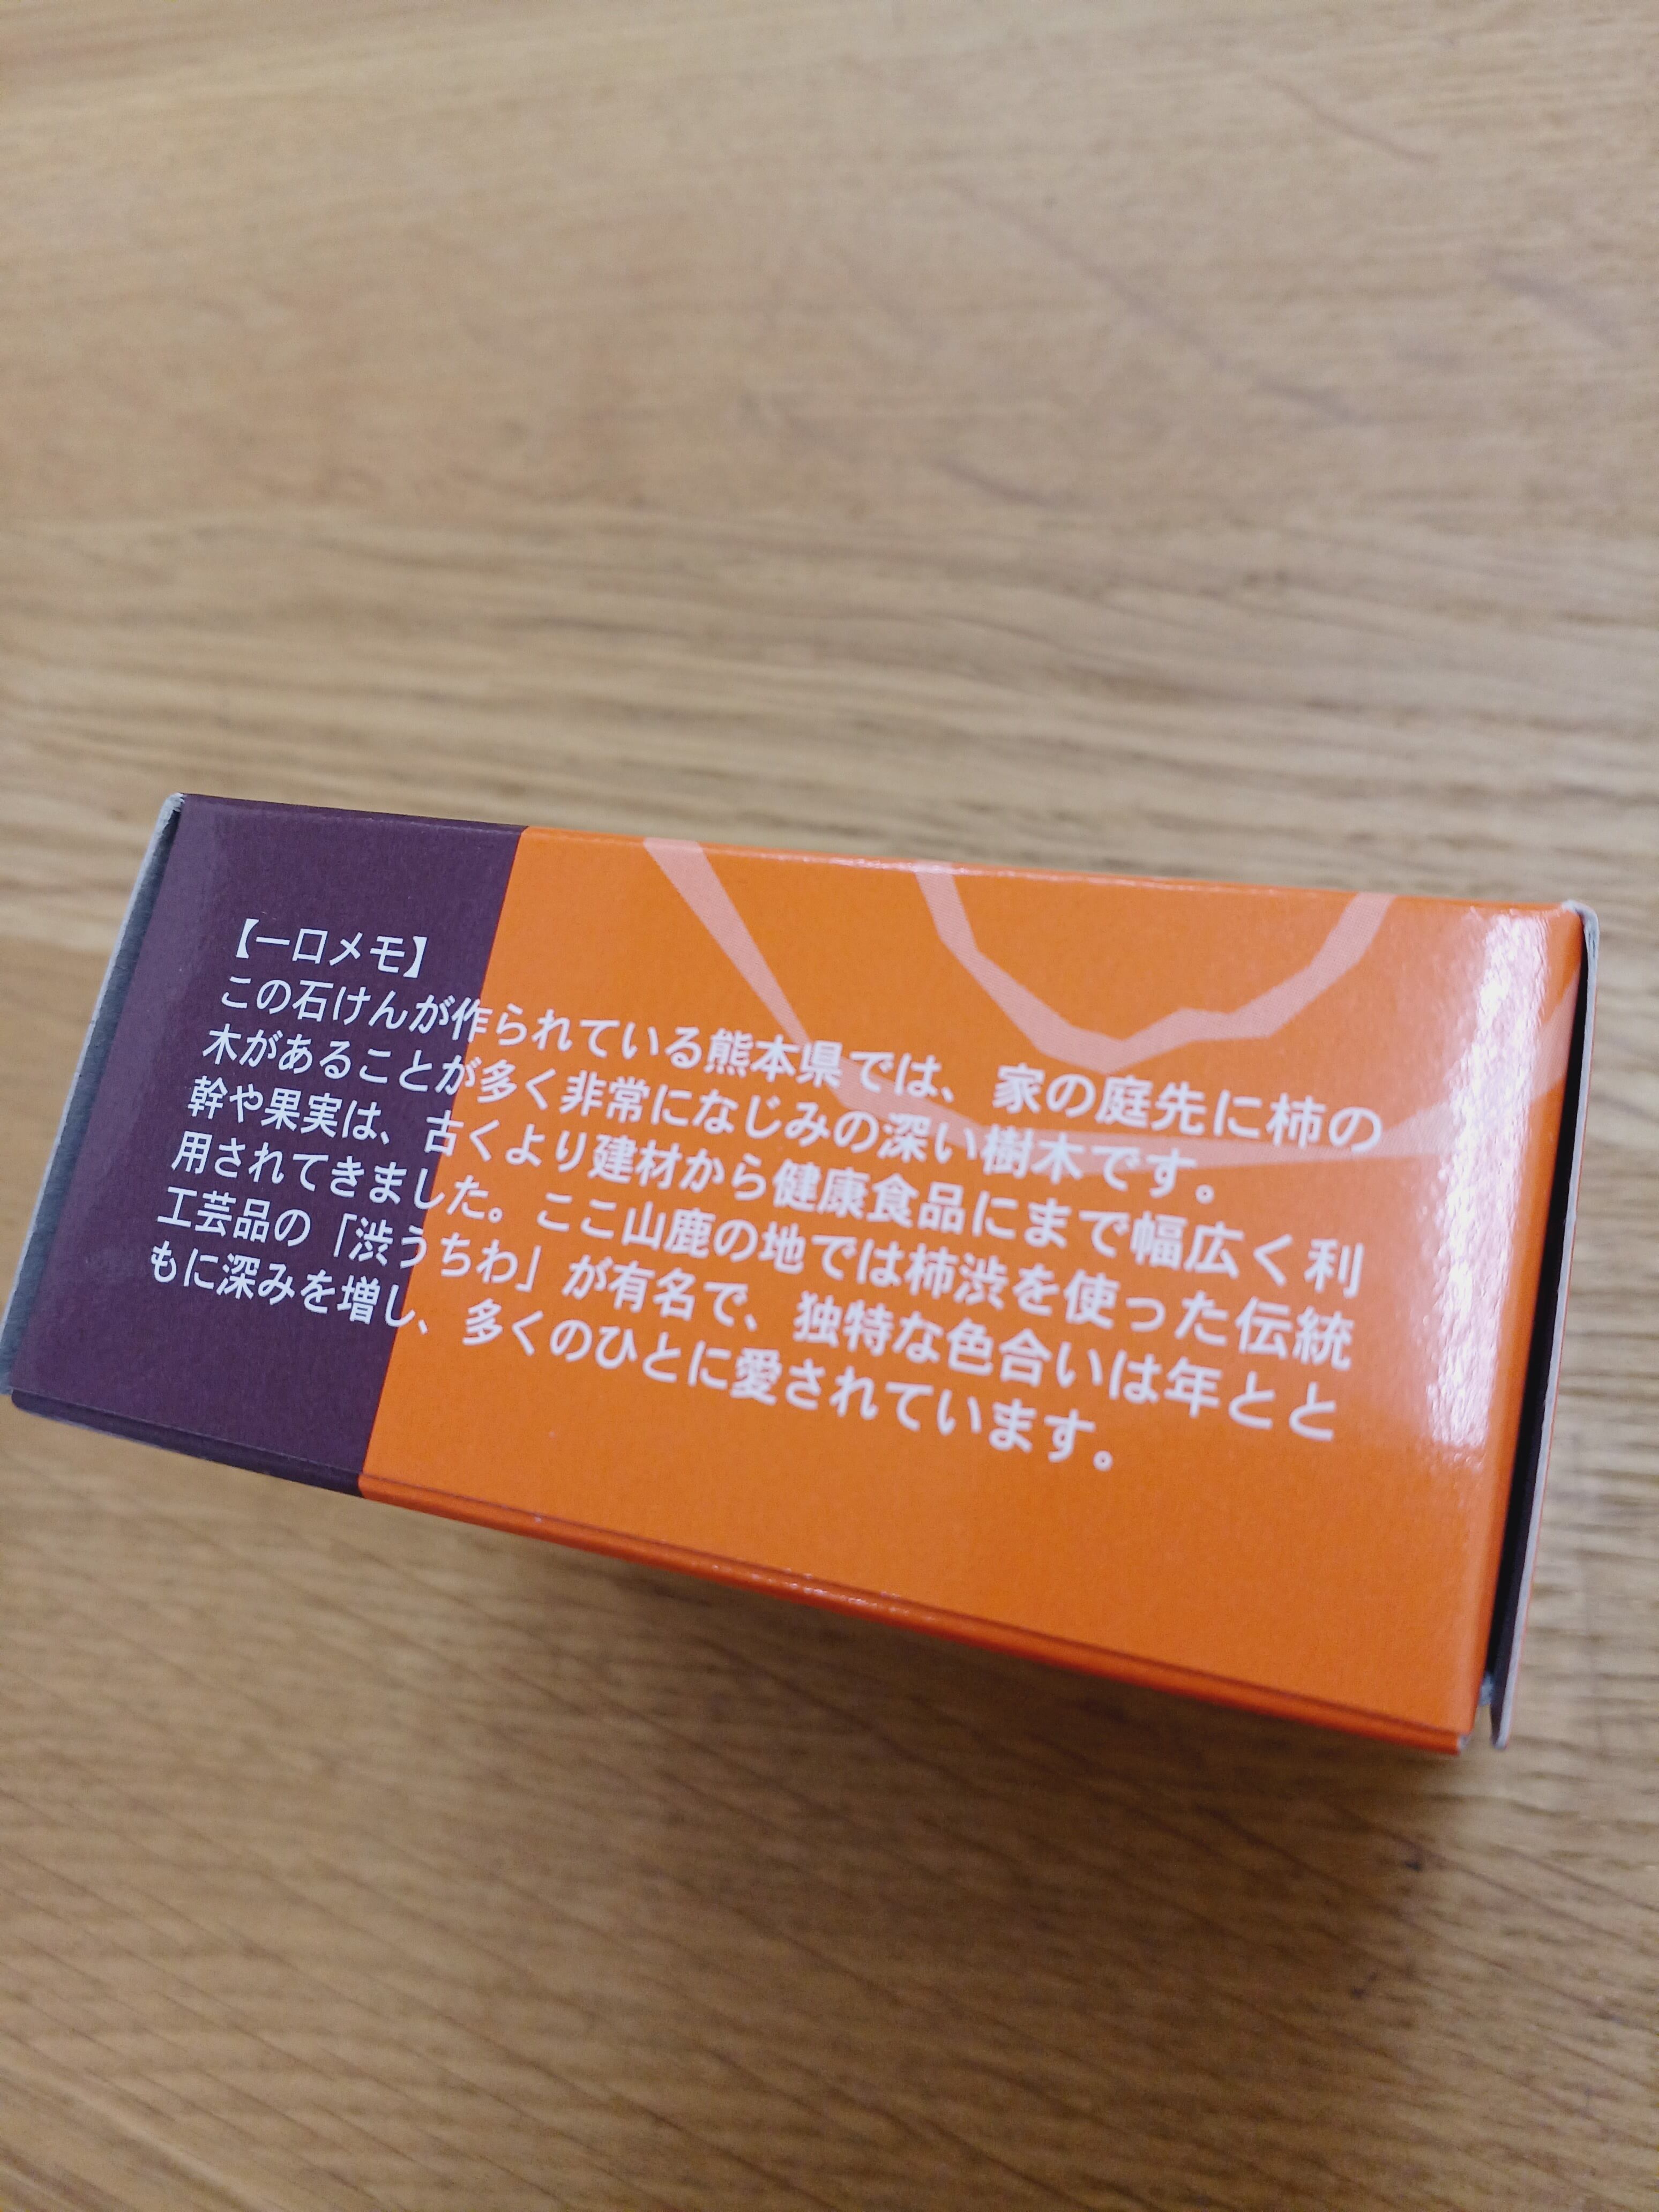 【一口メモ】
この石けんが作られている熊本県では、家の庭先に柿の
木があることが多く非常になじみの深い樹木です。
幹や果実は、古くより建材から健康食品にまで幅広く利
用されてきました。ここ山鹿の地では柿渋を使った伝統
工芸品の「渋うちわ」が有名で、独特な色合いは年とと
もに深みを増し、多くのひとに愛されています。